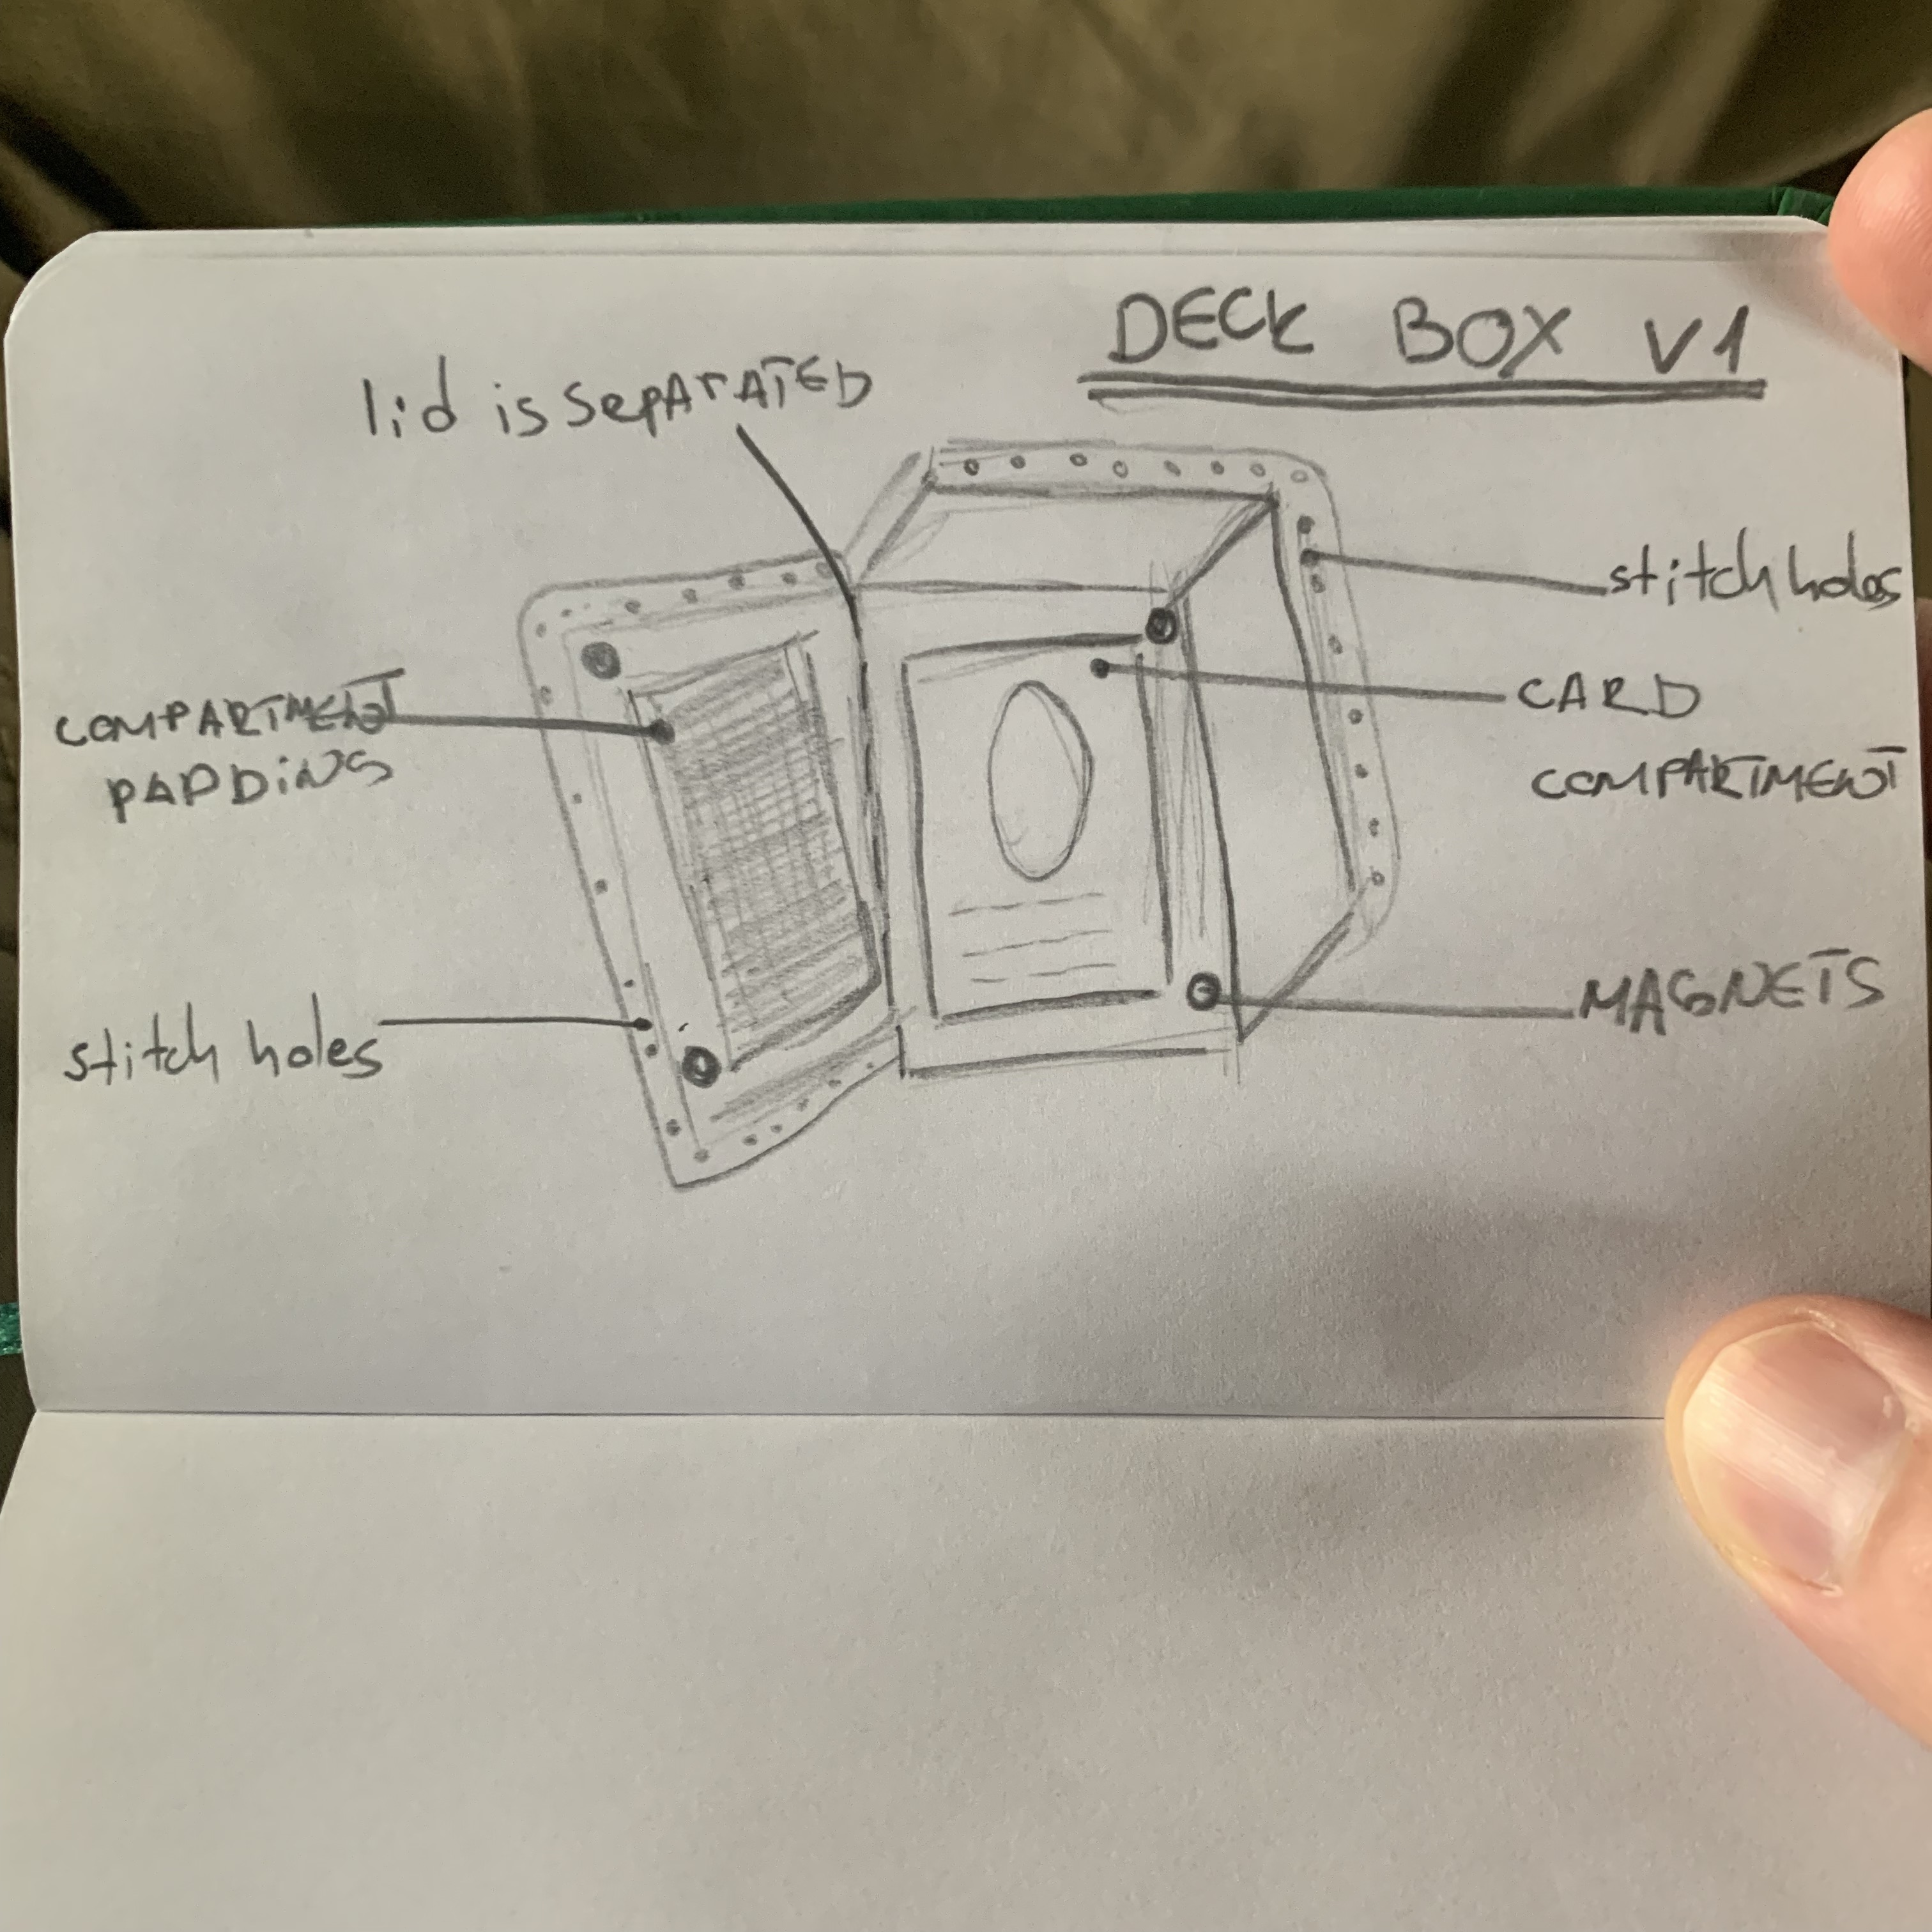 DECK BOX V1
lid is SepARATED
stitch holes
COMPARTMENT
PADDING
CARD
COMPARTMENT
MAGNETS
stitch holes